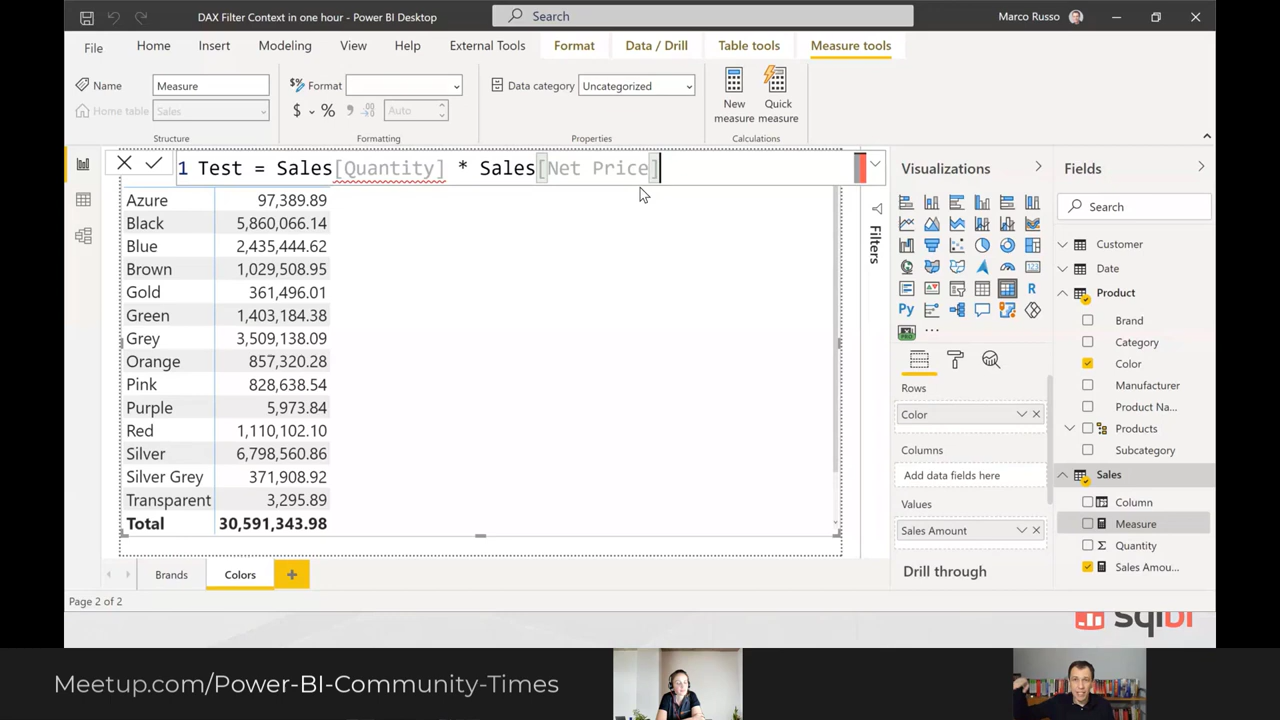 DAX Filter Context in one hour - Power BI Desktop
Search
Marco Russo
File
Home
Insert
Modeling
View
Help
External Tools
Format
Data / Drill
Table tools
Measure tools
Name
Measure
Format
Data category
Uncategorized
New measure
Quick measure
Home table
Sales
$
%
Auto
Structure
Formatting
Properties
Calculations
1 Test = Sales[Quantity] * Sales[Net Price]
Azure 97,389.89
Black 5,860,066.14
Blue 2,435,444.62
Brown 1,029,508.95
Gold 361,496.01
Green 1,403,184.38
Grey 3,509,138.09
Orange 857,320.28
Pink 828,638.54
Purple 5,973.84
Red 1,110,102.10
Silver 6,798,560.86
Silver Grey 371,908.92
Transparent 3,295.89
Total 30,591,343.98
Filters
Visualizations
R
Py
PRO
...
Rows
Color
Columns
Add data fields here
Values
Sales Amount
Drill through
Fields
Search
Customer
Date
Product
Brand
Category
Color
Manufacturer
Product Na...
Products
Subcategory
Sales
Column
Measure
Quantity
Sales Amou...
Brands
Colors
Page 2 of 2
sqlbi
Meetup.com/Power-BI-Community-Times